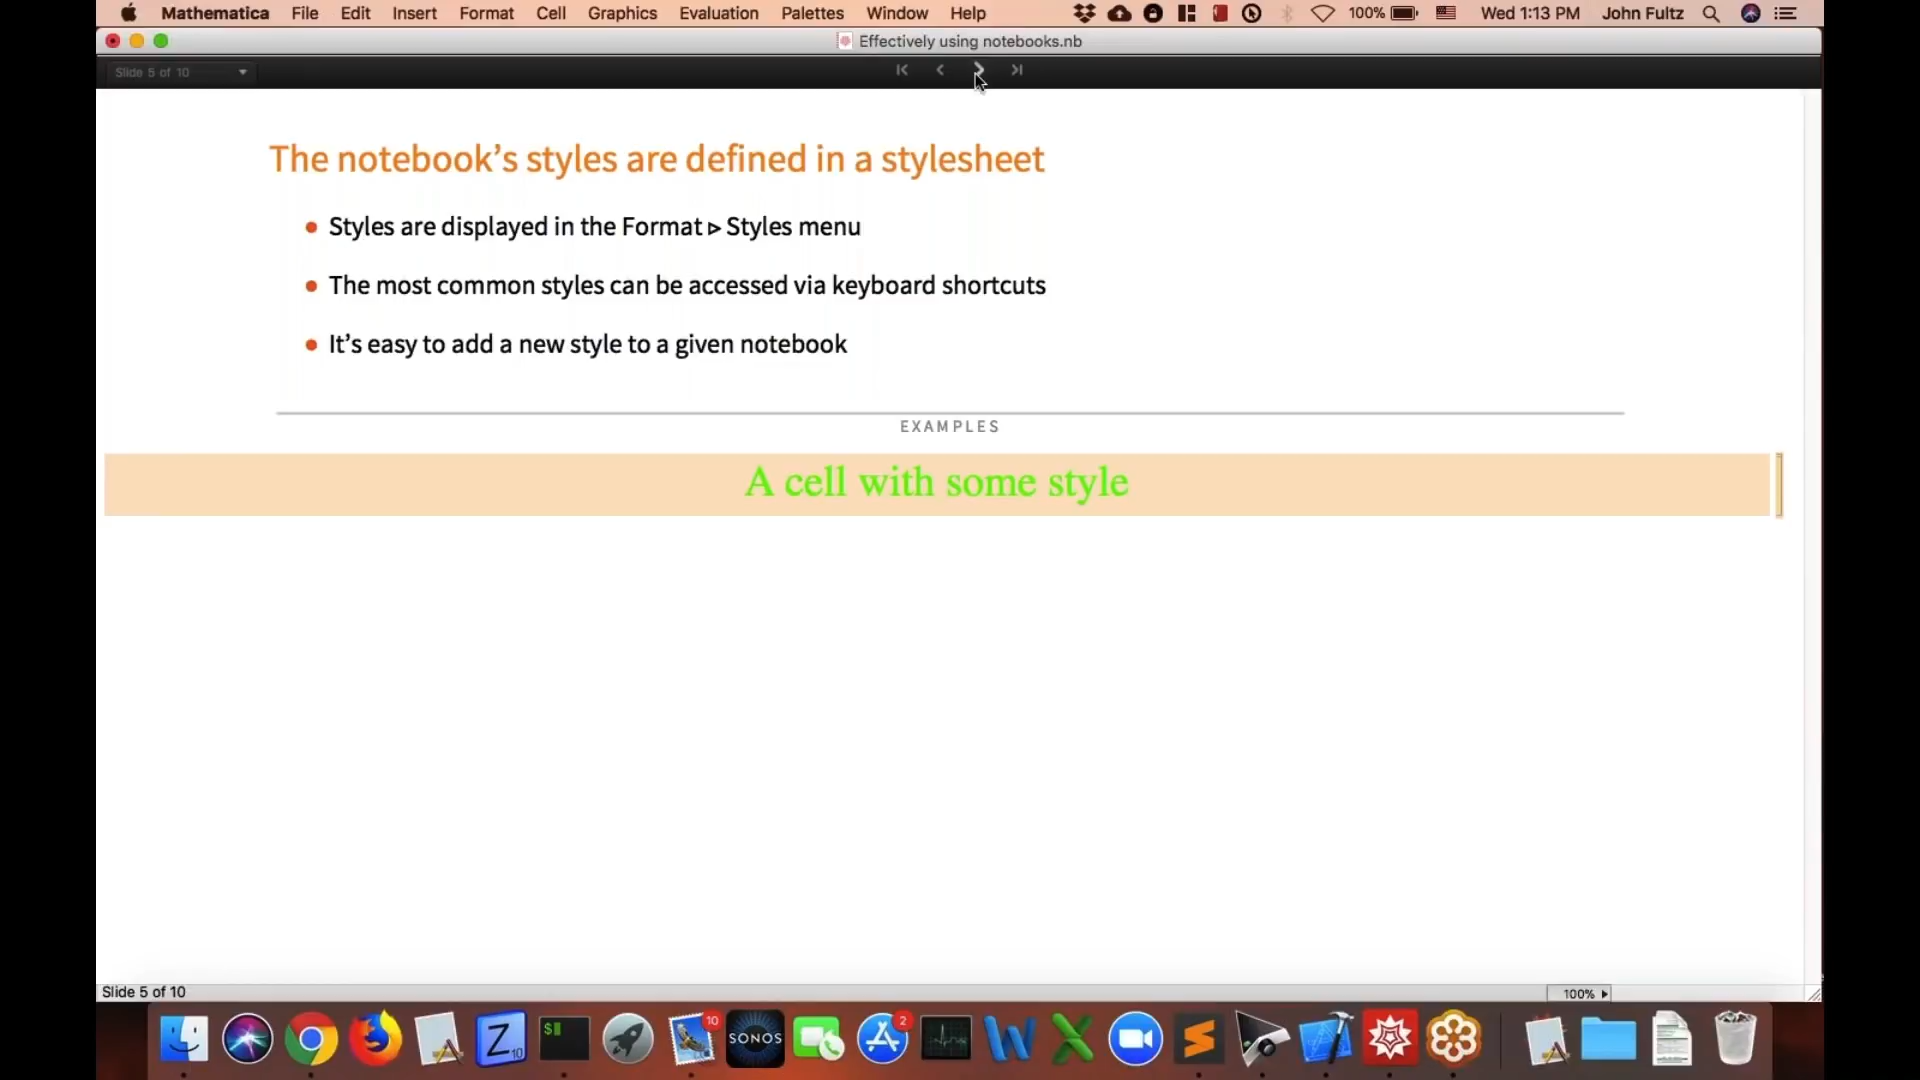 Mathematica File Edit Insert Format Cell Graphics Evaluation Palettes Window Help 100% Wed 1:13 PM John Fultz
Effectively using notebooks.nb
Slide 5 of 10
The notebook’s styles are defined in a stylesheet
Styles are displayed in the Format ▹ Styles menu
The most common styles can be accessed via keyboard shortcuts
It’s easy to add a new style to a given notebook
EXAMPLES
A cell with some style
Slide 5 of 10
100%
10
2
SONOS
Z
10
$
W
X
S